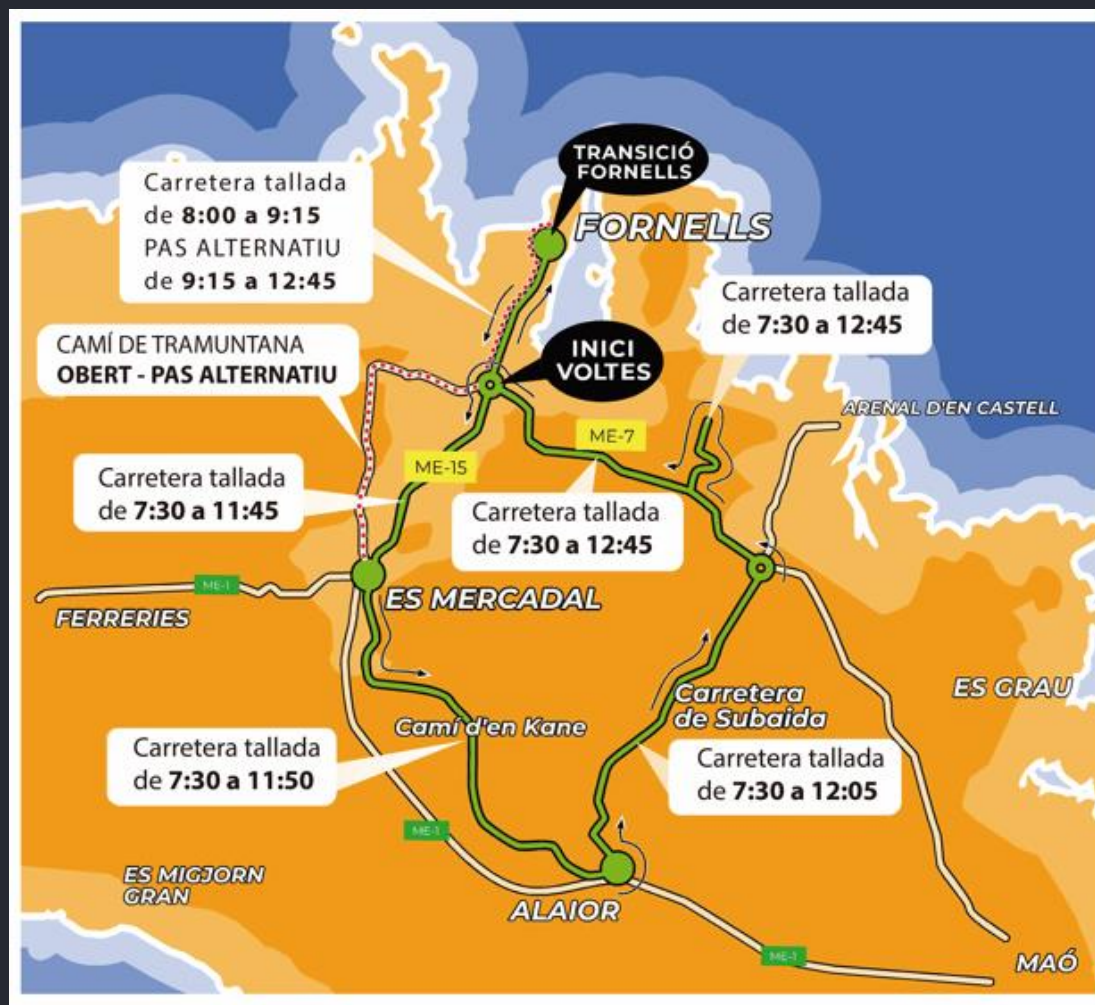 TRANSICIÓ
FORNELLS
Carretera tallada
de 8:00 a 9:15
PAS ALTERNATIU
de 9:15 a 12:45
FORNELLS
Carretera tallada
de 7:30 a 12:45
CAMÍ DE TRAMUNTANA
OBERT - PAS ALTERNATIU
INICI
VOLTES
ARENAL D'EN CASTELL
ME-7
ME-15
Carretera tallada
de 7:30 a 11:45
Carretera tallada
de 7:30 a 12:45
ME-1
ES MERCADAL
FERRERIES
ES GRAU
Carretera
de Subaida
Camí d'en Kane
Carretera tallada
de 7:30 a 11:50
Carretera tallada
de 7:30 a 12:05
ME-1
ES MIGJORN
GRAN
ALAIOR
ME-1
MAÓ